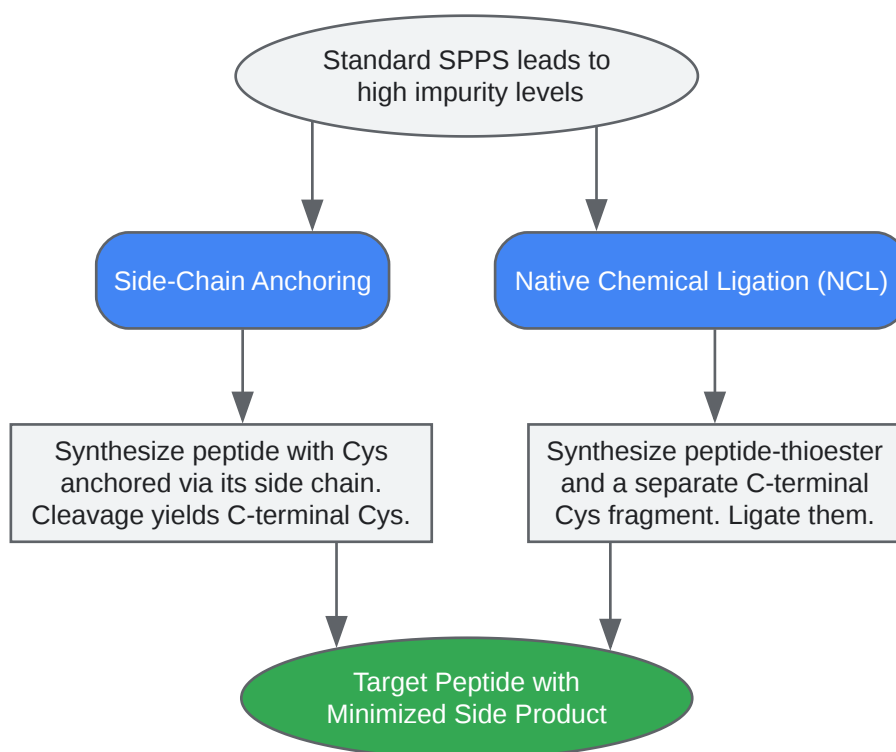 Standard SPPS leads to
high impurity levels
Side-Chain Anchoring
Native Chemical Ligation (NCL)
Synthesize peptide with Cys
anchored via its side chain.
Cleavage yields C-terminal Cys.
Synthesize peptide-thioester
and a separate C-terminal
Cys fragment. Ligate them.
Target Peptide with
Minimized Side Product